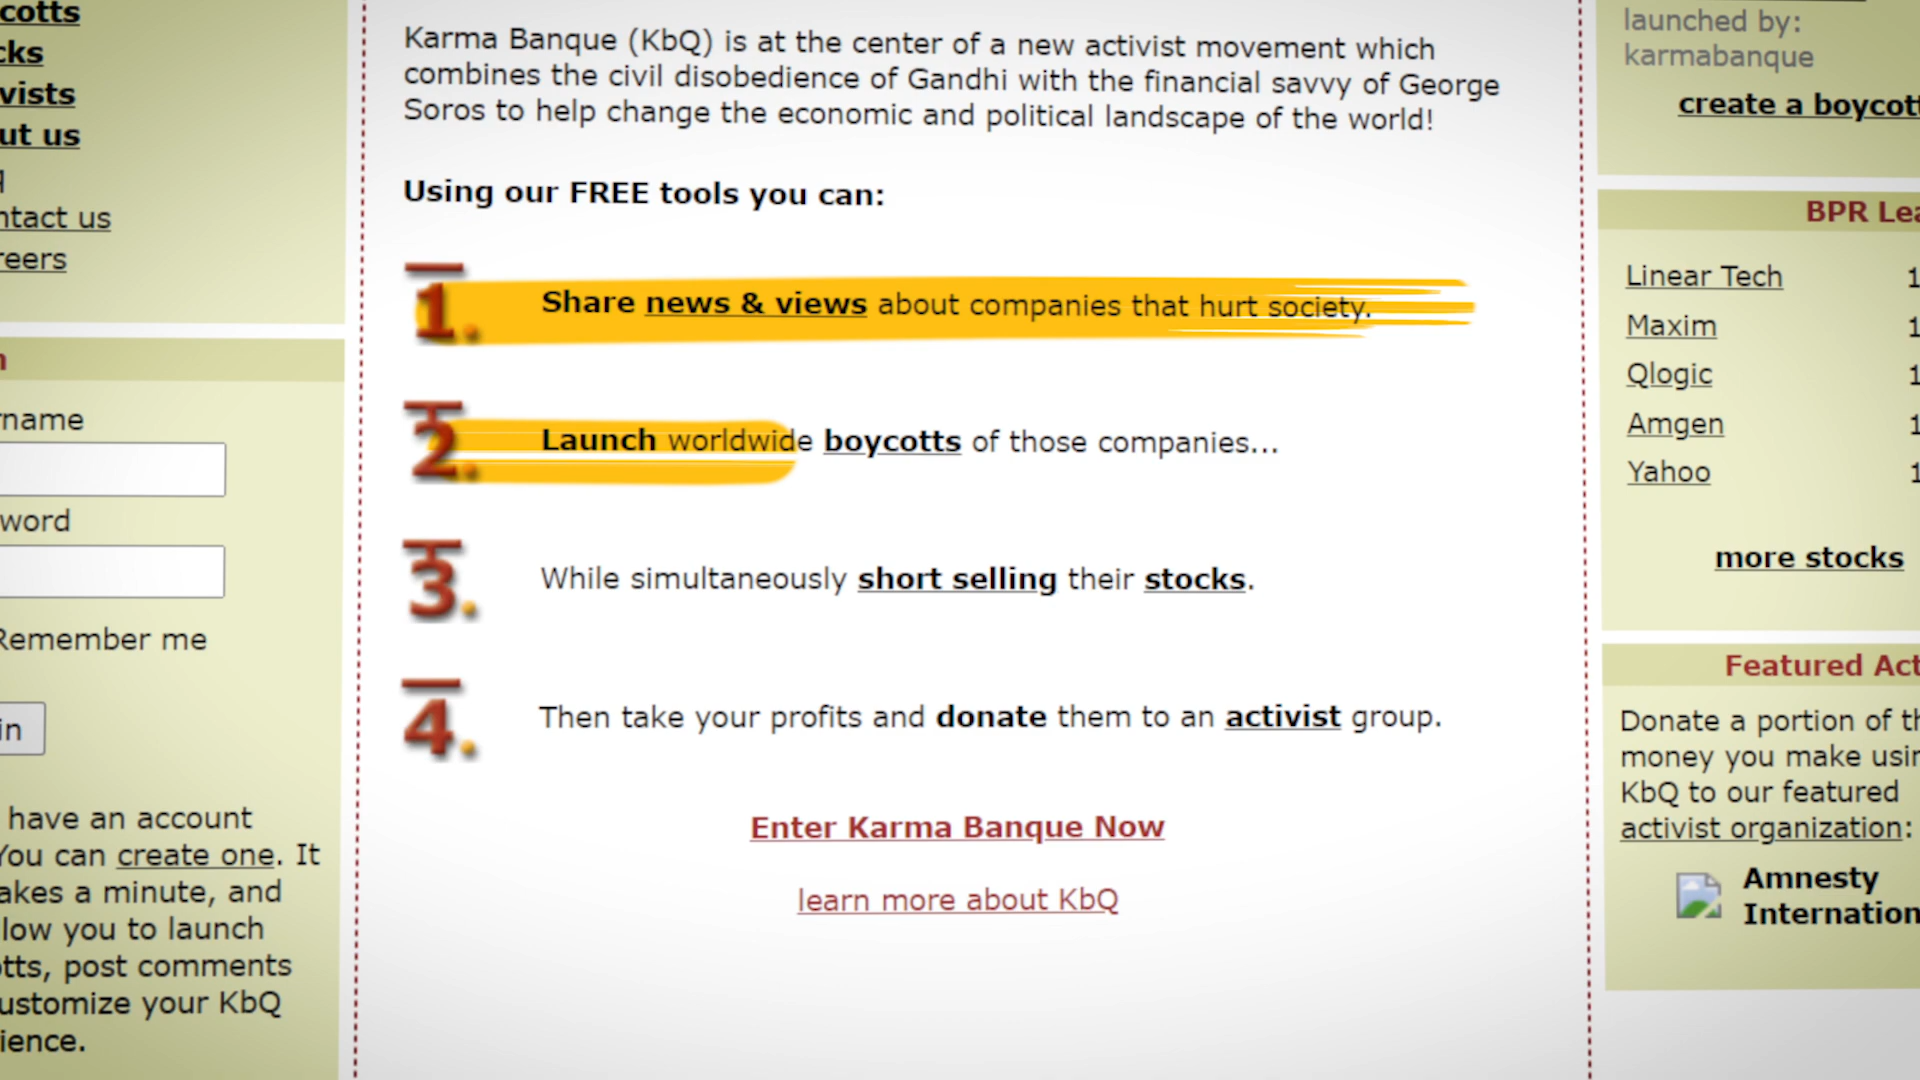 cotts
cks
vists
ut us
ntact us
reers
rname
word
Remember me
in
have an account
You can create one. It
akes a minute, and
low you to launch
otts, post comments
ustomize your KbQ
ience.
Karma Banque (KbQ) is at the center of a new activist movement which
combines the civil disobedience of Gandhi with the financial savvy of George
Soros to help change the economic and political landscape of the world!
Using our FREE tools you can:
1. Share news & views about companies that hurt society.
2. Launch worldwide boycotts of those companies...
3. While simultaneously short selling their stocks.
4. Then take your profits and donate them to an activist group.
Enter Karma Banque Now
learn more about KbQ
launched by:
karmabanque
create a boycott
BPR Lea
Linear Tech 1
Maxim 1
Qlogic 1
Amgen 1
Yahoo 1
more stocks
Featured Act
Donate a portion of th
money you make usin
KbQ to our featured
activist organization:
Amnesty
Internation